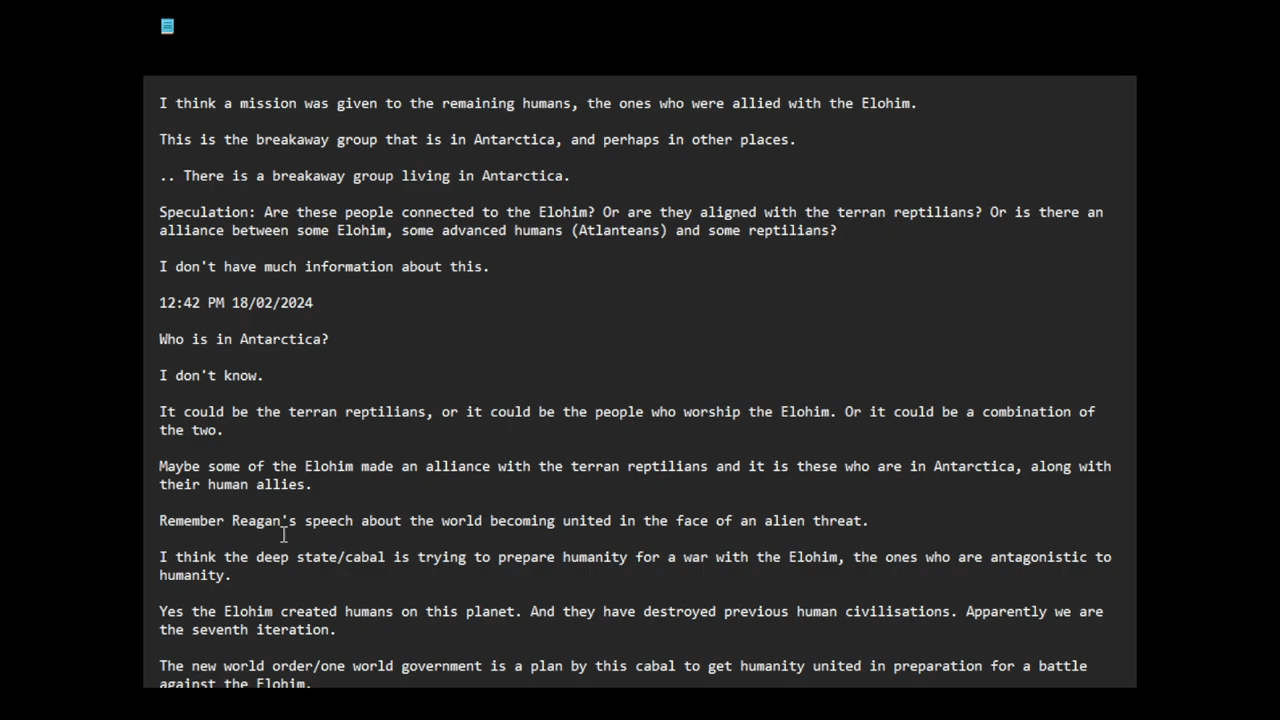 I think a mission was given to the remaining humans, the ones who were allied with the Elohim.
This is the breakaway group that is in Antarctica, and perhaps in other places.
.. There is a breakaway group living in Antarctica.
Speculation: Are these people connected to the Elohim? Or are they aligned with the terran reptilians? Or is there an
alliance between some Elohim, some advanced humans (Atlanteans) and some reptilians?
I don't have much information about this.
12:42 PM 18/02/2024
Who is in Antarctica?
I don't know.
It could be the terran reptilians, or it could be the people who worship the Elohim. Or it could be a combination of
the two.
Maybe some of the Elohim made an alliance with the terran reptilians and it is these who are in Antarctica, along with
their human allies.
Remember Reagan's speech about the world becoming united in the face of an alien threat.
I think the deep state/cabal is trying to prepare humanity for a war with the Elohim, the ones who are antagonistic to
humanity.
Yes the Elohim created humans on this planet. And they have destroyed previous human civilisations. Apparently we are
the seventh iteration.
The new world order/one world government is a plan by this cabal to get humanity united in preparation for a battle
against the Elohim.